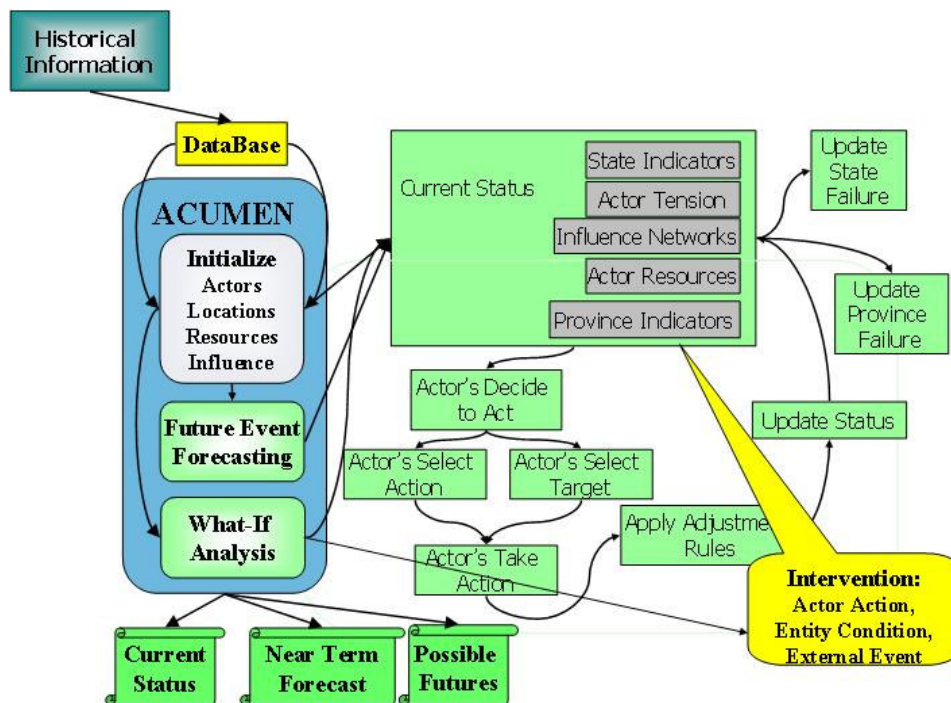 Historical
Information
DataBase
ACUMEN
Initialize
Actors
Locations
Resources
Influence
Future Event
Forecasting
What-If
Analysis
Current Status
State Indicators
Actor Tension
Influence Networks
Actor Resources
Province Indicators
Update
State
Failure
Update
Province
Failure
Actor's Decide
to Act
Actor's Select
Action
Actor's Select
Target
Actor's Take
Action
Apply
Rules
Update Status
Intervention:
Actor Action,
Entity Condition,
External Event
Current
Status
Near Term
Forecast
Possible
Futures